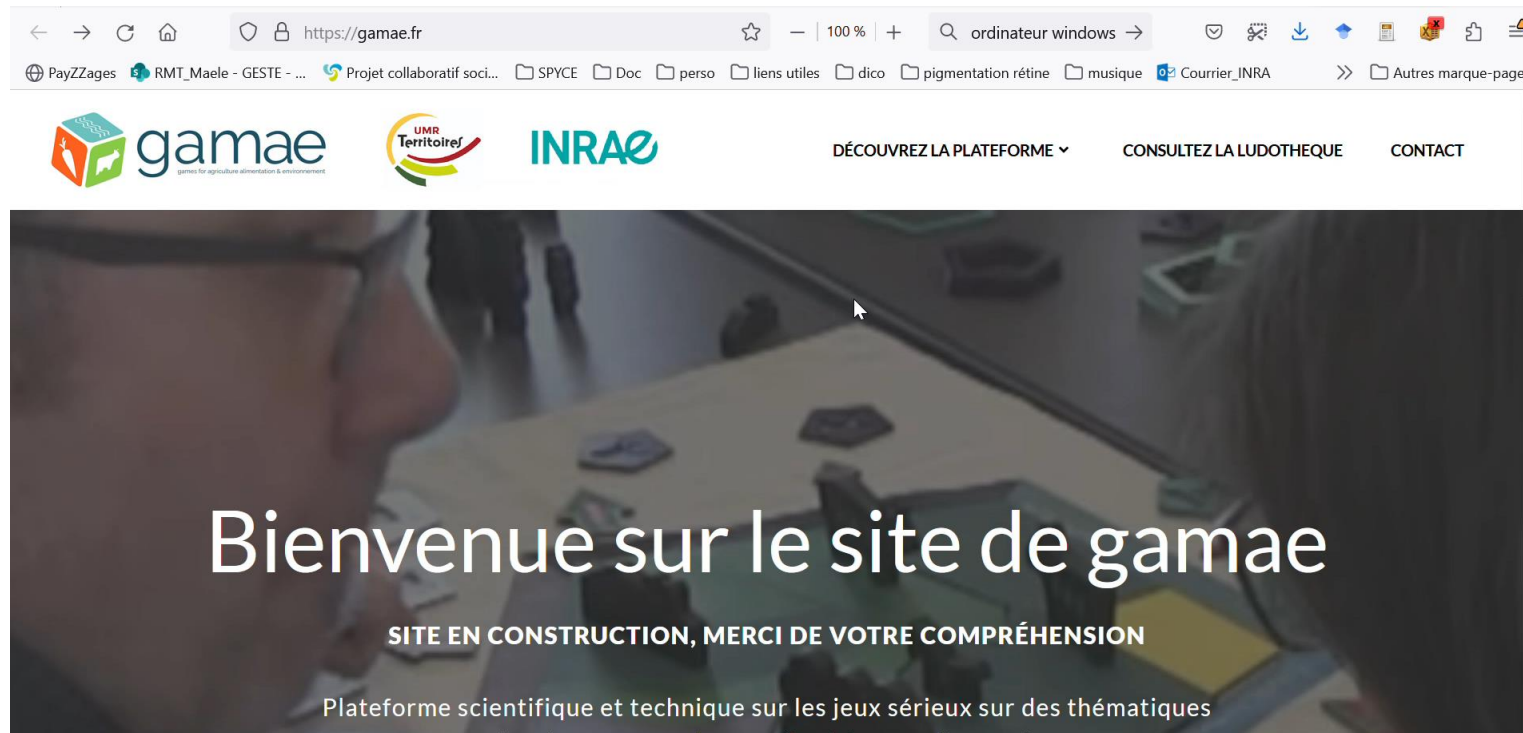 https://gamae.fr 100 % ordinateur windows
PayZZages RMT_Maele - GESTE - ... Projet collaboratif soci... SPYCE Doc perso liens utiles dico pigmentation rétine musique Courrier_INRA Autres marque-page
gamae
games for agriculture alimentation & environnement
UMR
Territoires
INRAE
DÉCOUVREZ LA PLATEFORME CONSULTEZ LA LUDOTHEQUE CONTACT
Bienvenue sur le site de gamae
SITE EN CONSTRUCTION, MERCI DE VOTRE COMPRÉHENSION
Plateforme scientifique et technique sur les jeux sérieux sur des thématiques